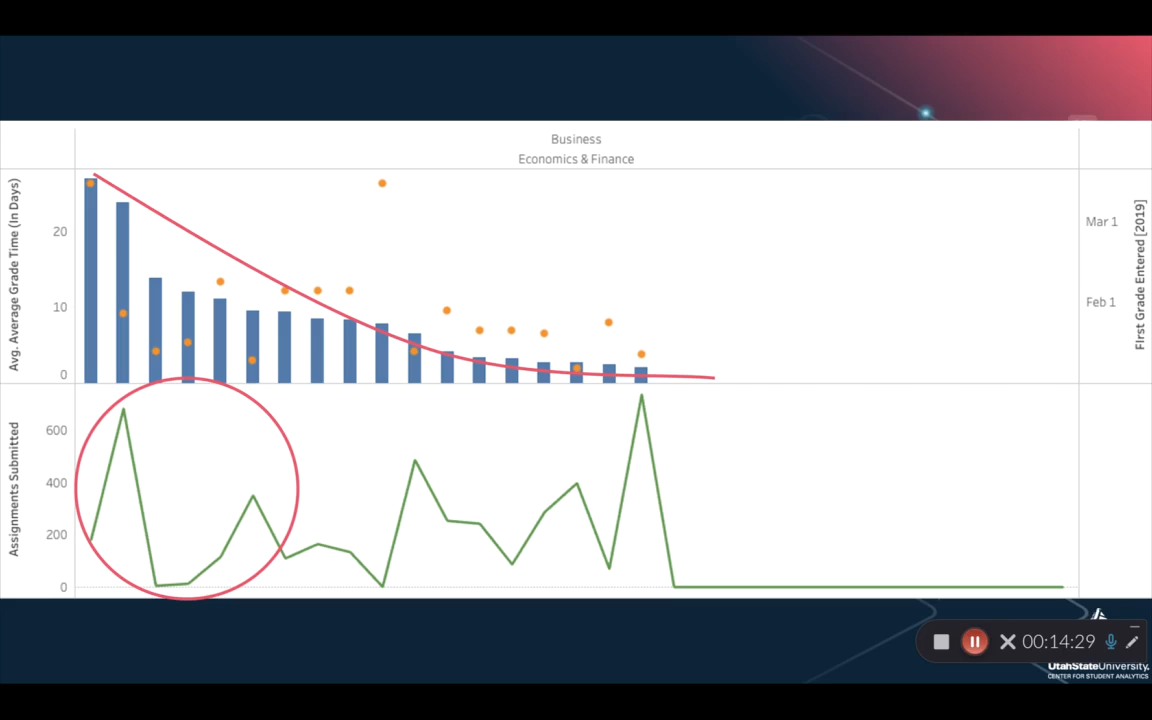 Business
Economics & Finance
Avg. Average Grade Time (In Days)
20
10
0
Mar 1
Feb 1
FIrst Grade Entered [2019]
Assignments Submitted
600
400
200
0
00:14:29
UtahStateUniversity.
CENTER FOR STUDENT ANALYTICS